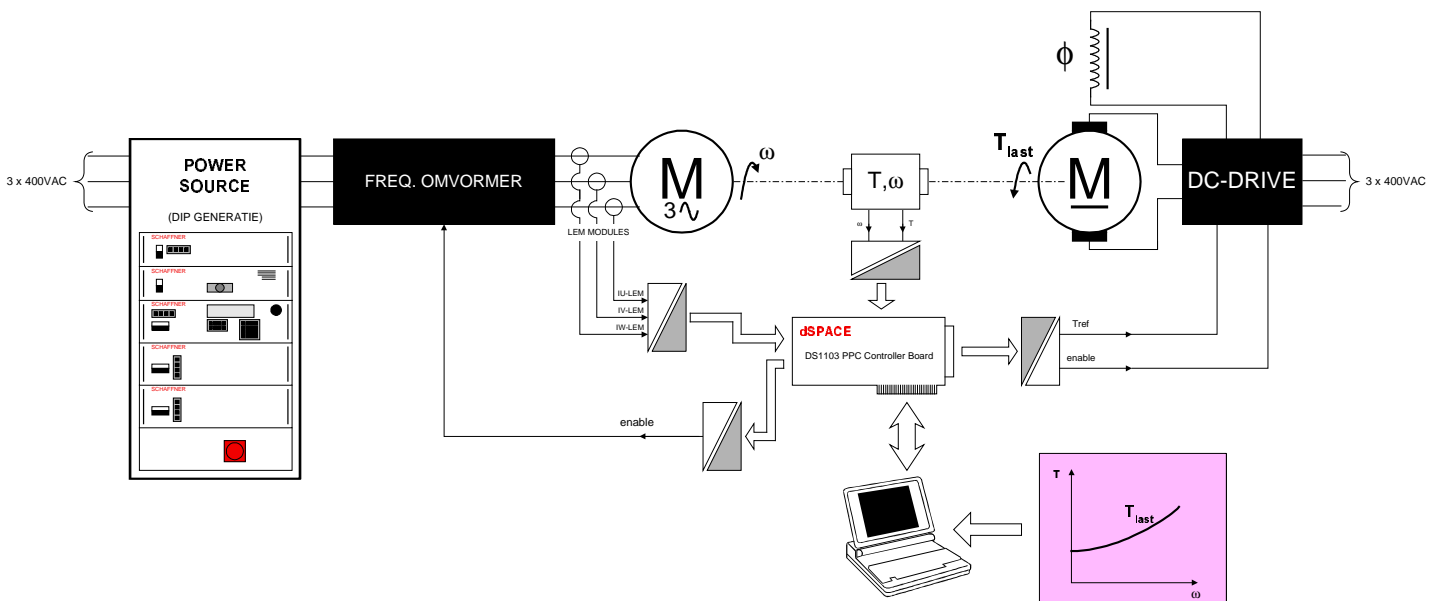 3 x 400VAC
POWER
SOURCE
(DIP GENERATIE)
SCHAFFNER
SCHAFFNER
SCHAFFNER
SCHAFFNER
SCHAFFNER
FREQ. OMVORMER
LEM MODULES
M
3
ω
T,ω
ω
T
T last
M
ϕ
DC-DRIVE
3 x 400VAC
IU-LEM
IV-LEM
IW-LEM
dSPACE
DS1103 PPC Controller Board
Tref
enable
enable
T
T last
ω